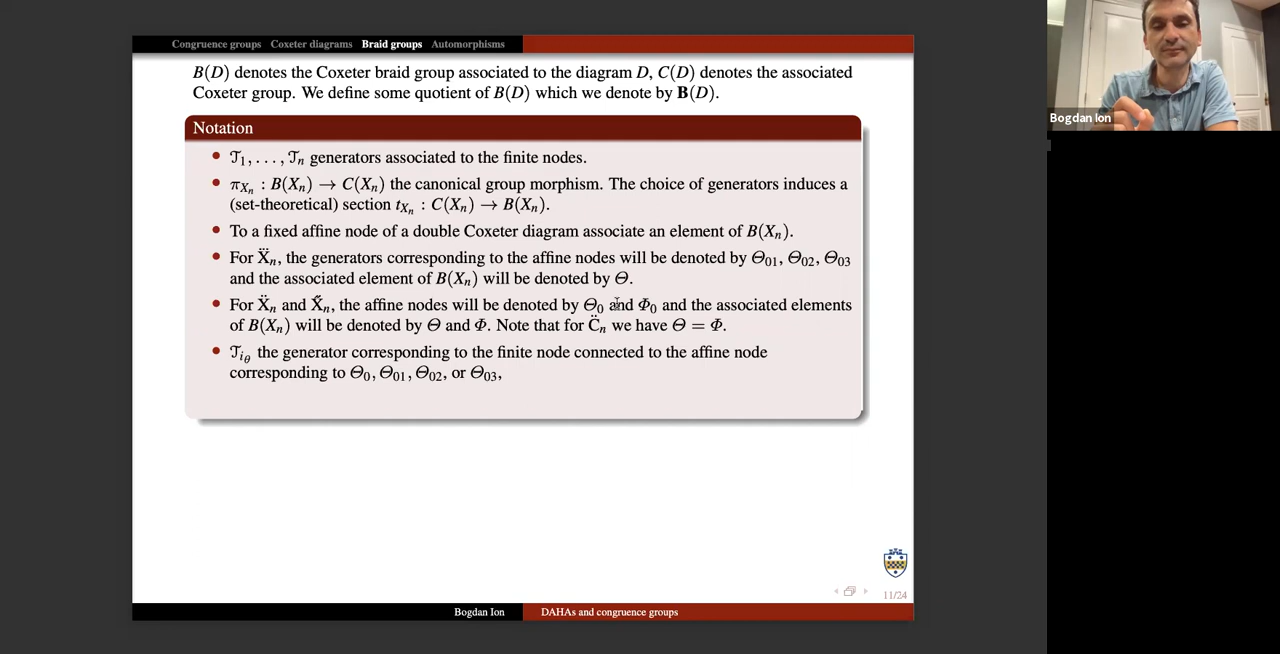 Congruence groups Coxeter diagrams Braid groups Automorphisms
B(D) denotes the Coxeter braid group associated to the diagram D, C(D) denotes the associated
Coxeter group. We define some quotient of B(D) which we denote by B(D).
Notation
• 𝒯₁, . . . , 𝒯ₙ generators associated to the finite nodes.
• π_{Xₙ} : B(Xₙ) → C(Xₙ) the canonical group morphism. The choice of generators induces a
(set-theoretical) section t_{Xₙ} : C(Xₙ) → B(Xₙ).
• To a fixed affine node of a double Coxeter diagram associate an element of B(Xₙ).
• For Ẍₙ, the generators corresponding to the affine nodes will be denoted by Θ₀₁, Θ₀₂, Θ₀₃
and the associated element of B(Xₙ) will be denoted by Θ.
• For Ẍₙ and Ẍₙ, the affine nodes will be denoted by Θ₀ and Φ₀ and the associated elements
of B(Xₙ) will be denoted by Θ and Φ. Note that for C̈ₙ we have Θ = Φ.
• 𝒯_{i_θ} the generator corresponding to the finite node connected to the affine node
corresponding to Θ₀, Θ₀₁, Θ₀₂, or Θ₀₃,
11/24
Bogdan Ion DAHAs and congruence groups
Bogdan Ion